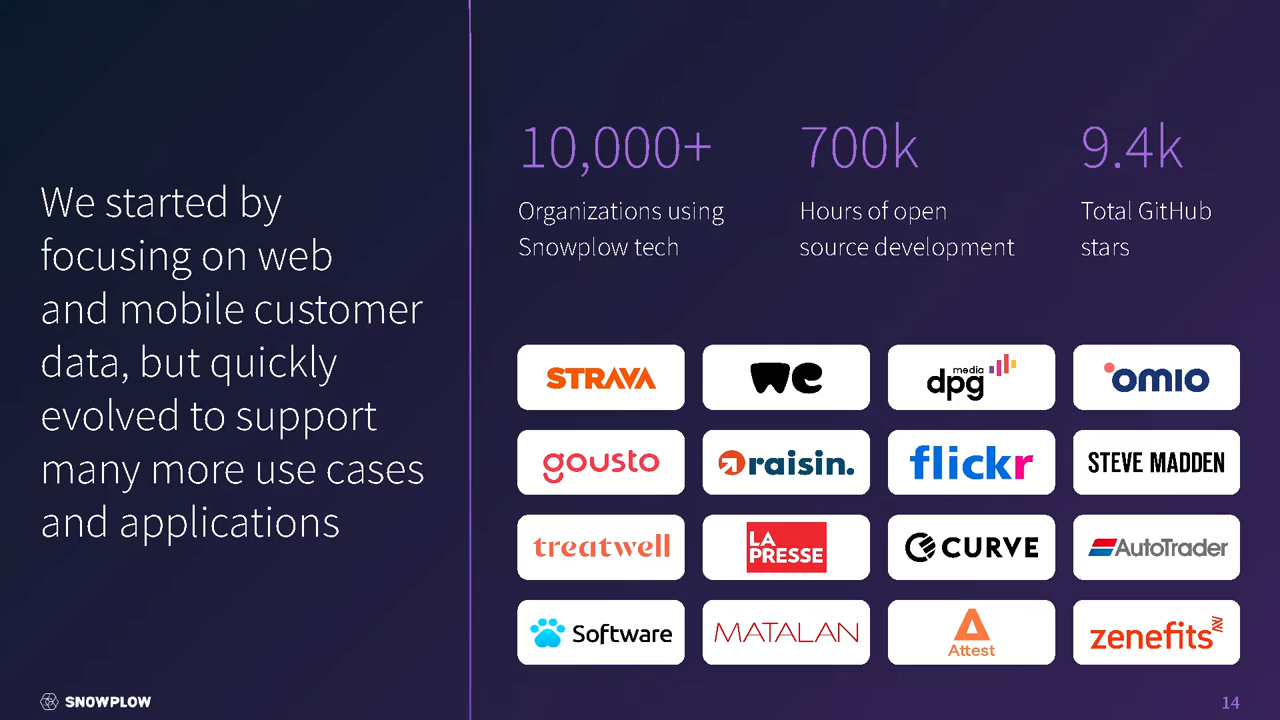 We started by
focusing on web
and mobile customer
data, but quickly
evolved to support
many more use cases
and applications
10,000+
Organizations using
Snowplow tech
700k
Hours of open
source development
9.4k
Total GitHub
stars
STRAVA
we
dpg media
omio
gousto
raisin.
flickr
STEVE MADDEN
treatwell
LA
PRESSE
CURVE
AutoTrader
Software
MATALAN
Attest
zenefits
SNOWPLOW
14